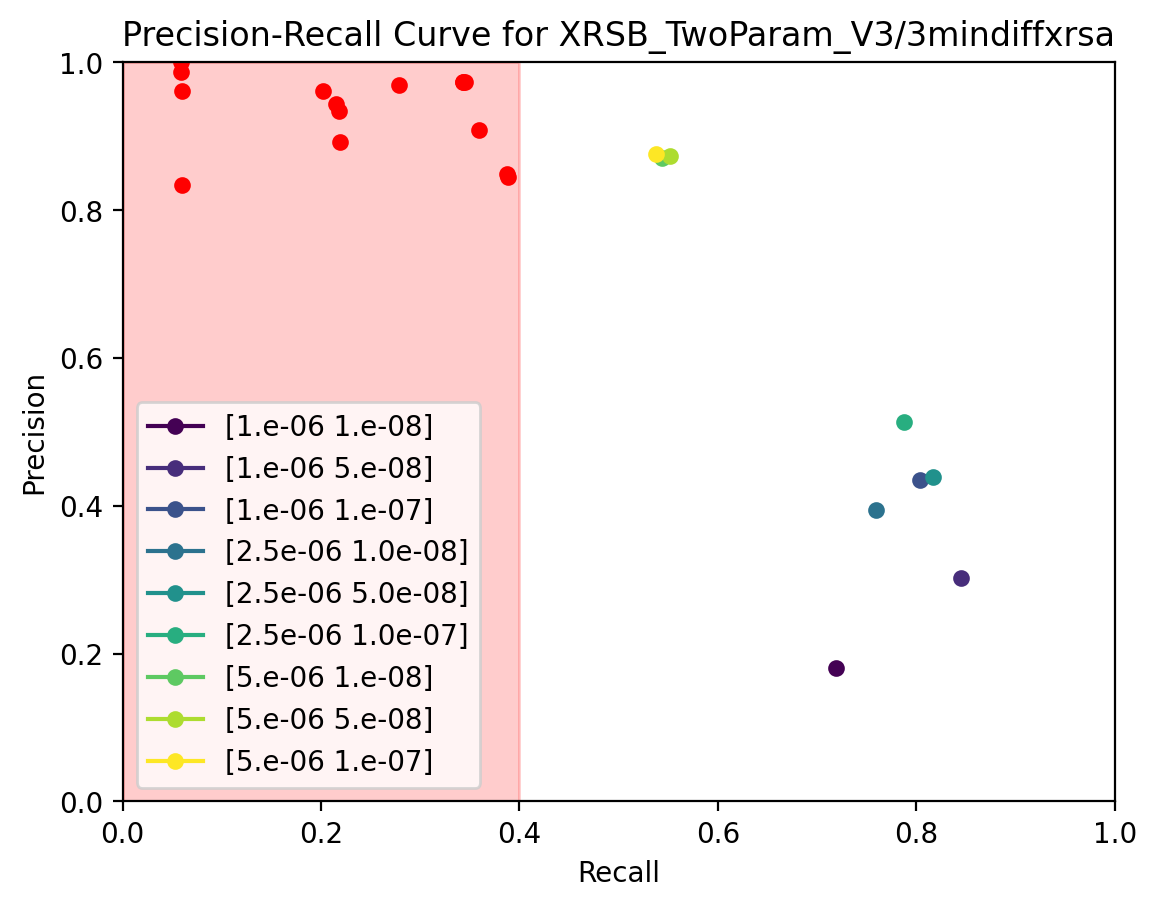 Precision-Recall Curve for XRSB_TwoParam_V3/3mindiffxrsa
1.0
0.8
0.6
0.4
0.2
0.0
Precision
[1.e-06 1.e-08]
[1.e-06 5.e-08]
[1.e-06 1.e-07]
[2.5e-06 1.0e-08]
[2.5e-06 5.0e-08]
[2.5e-06 1.0e-07]
[5.e-06 1.e-08]
[5.e-06 5.e-08]
[5.e-06 1.e-07]
0.0 0.2 0.4 0.6 0.8 1.0
Recall